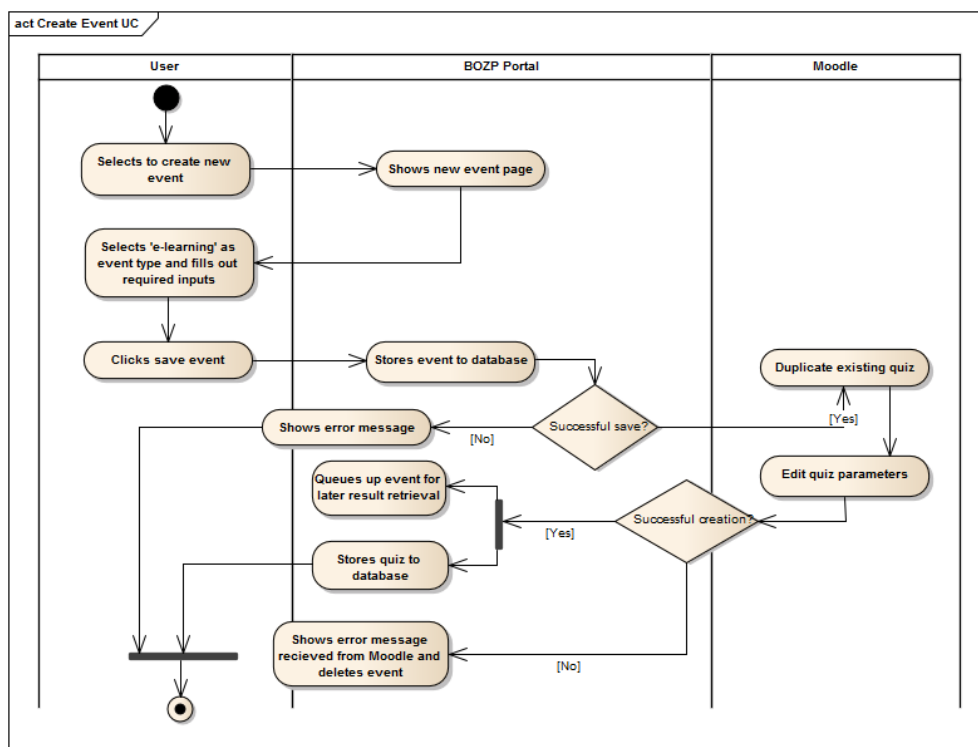 act Create Event UC
User
BOZP Portal
Moodle
Selects to create new
event
Shows new event page
Selects 'e-learning' as
event type and fills out
required inputs
Clicks save event
Stores event to database
Duplicate existing quiz
Successful save?
[Yes]
[No]
Shows error message
Edit quiz parameters
Queues up event for
later result retrieval
Successful creation?
[Yes]
Stores quiz to
database
Shows error message
recieved from Moodle and
deletes event
[No]